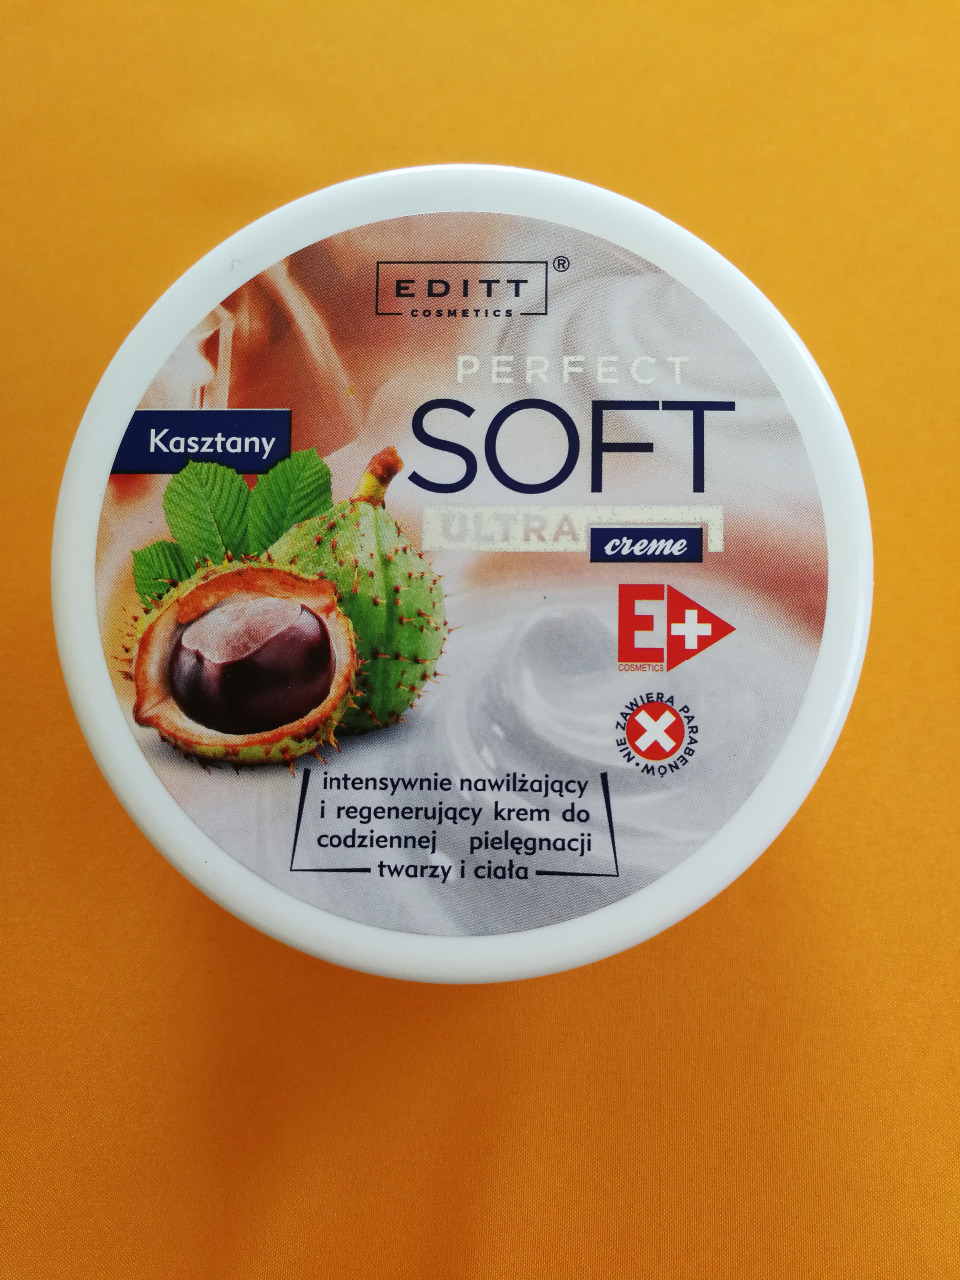 EDITT®
COSMETICS
PERFECT
SOFT
ULTRA
creme
Kasztany
E+
COSMETICS
NIE ZAWIERA PARABENÓW •
intensywnie nawilżający
i regenerujący krem do
codziennej pielęgnacji
twarzy i ciała